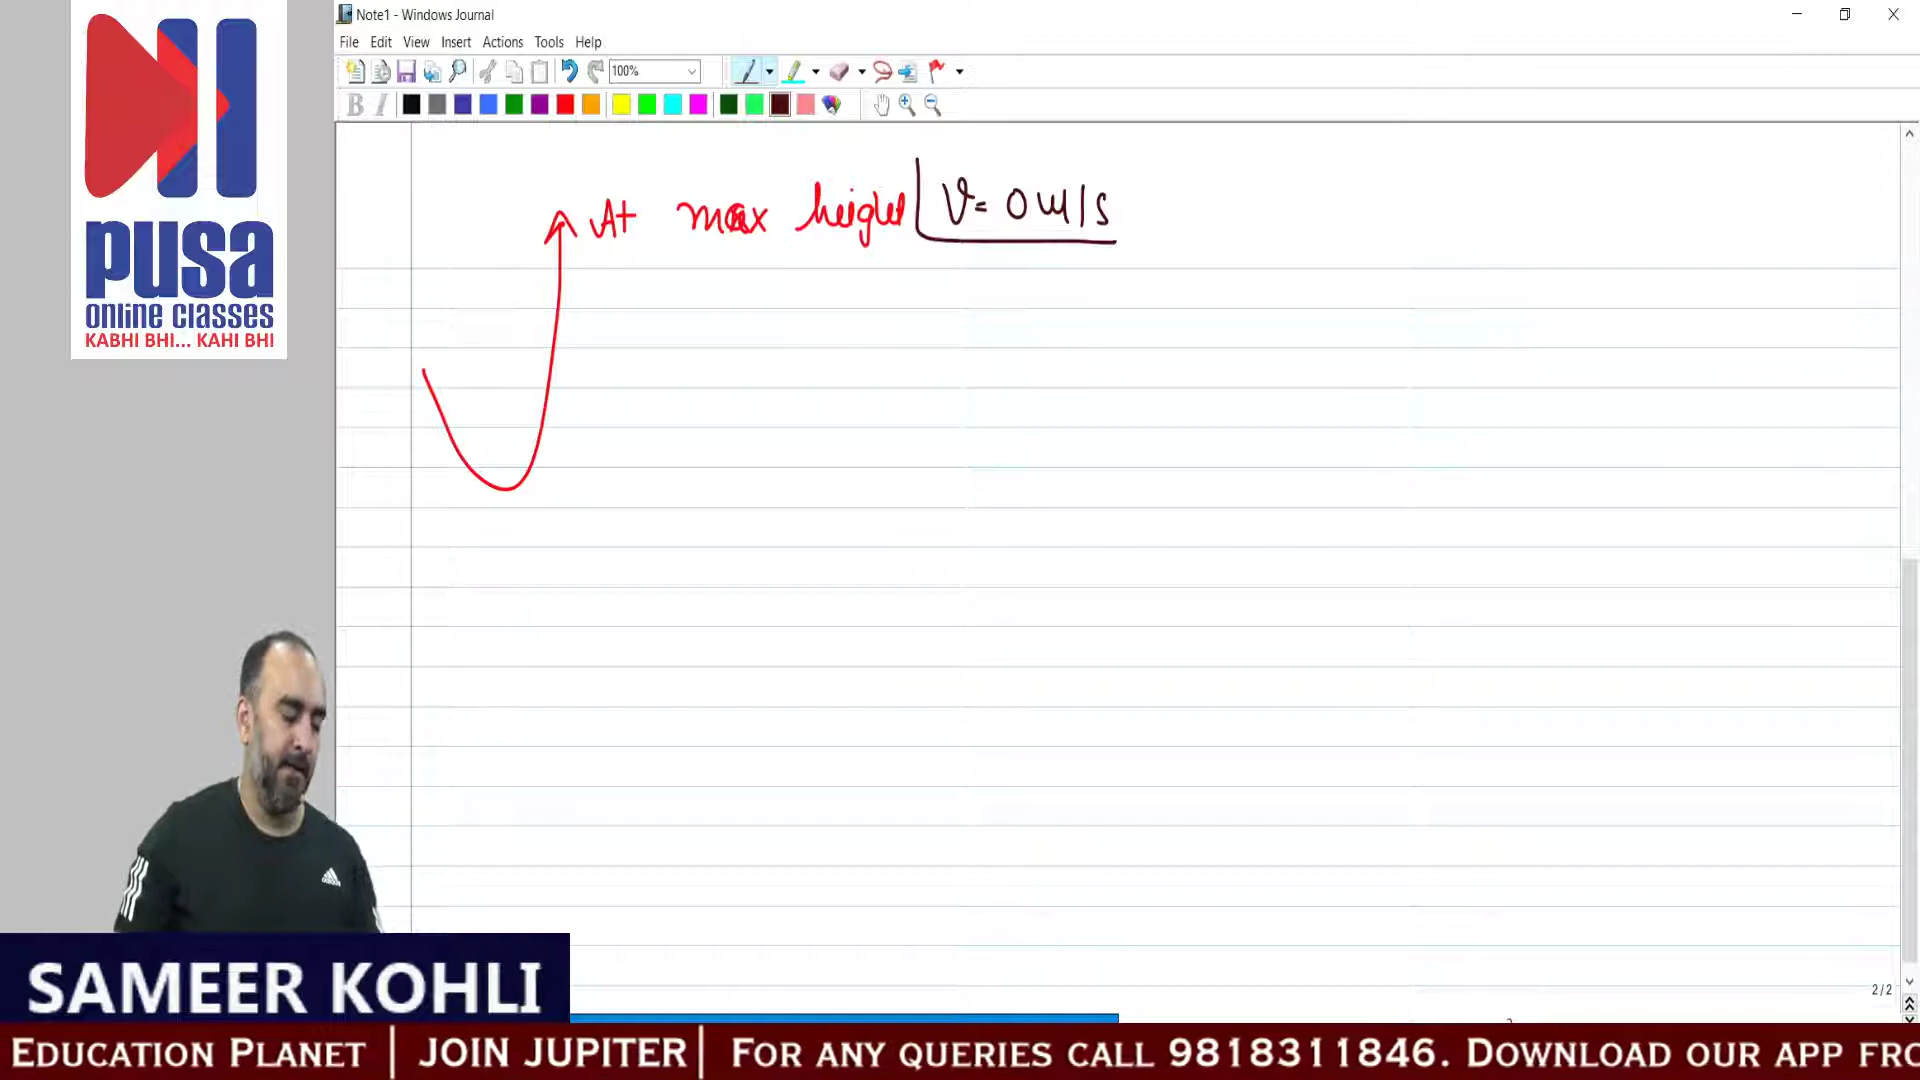 Note1 - Windows Journal
File Edit View Insert Actions Tools Help
100%
B I
At max height V= 0 m/s
PUSA
online classes
KABHI BHI... KAHI BHI
adidas
2 / 2
SAMEER KOHLI
EDUCATION PLANET | JOIN JUPITER| FOR ANY QUERIES CALL 9818311846. DOWNLOAD OUR APP FRO